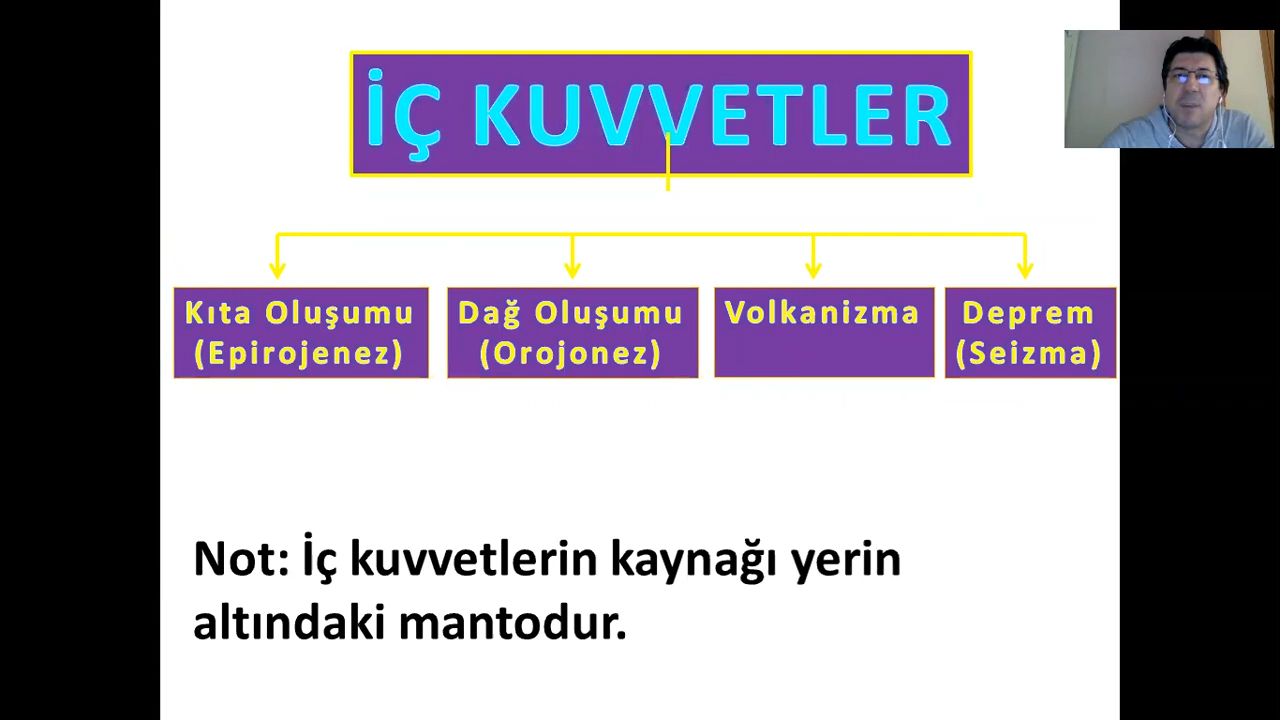 İÇ KUVVETLER
Kıta Oluşumu
(Epirojenez)
Dağ Oluşumu
(Orojonez)
Volkanizma
Deprem
(Seizma)
Not: İç kuvvetlerin kaynağı yerin
altındaki mantodur.